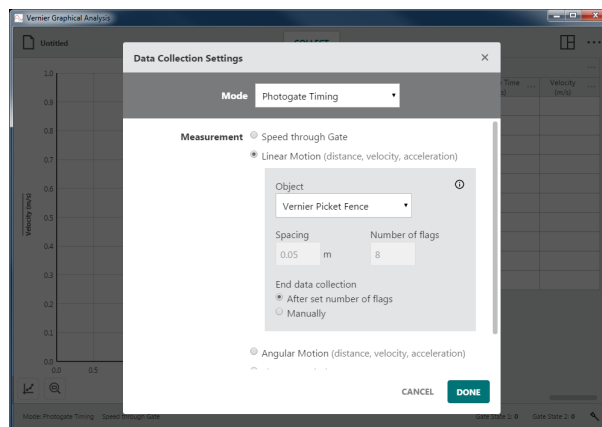 Vernier Graphical Analysis
Untitled
Data Collection Settings
Mode Photogate Timing
Measurement Speed through Gate
Linear Motion (distance, velocity, acceleration)
Object
Vernier Picket Fence
Spacing Number of flags
0.05 m 8
End data collection
After set number of flags
Manually
Angular Motion (distance, velocity, acceleration)
CANCEL DONE
Time Velocity
(m/s)
Velocity (m/s)
1.0
0.9
0.8
0.7
0.6
0.5
0.4
0.3
0.2
0.1
0.0
0.0 0.5
Mode: Photogate Timing Speed through Gate Gate State 1: 0 Gate State 2: 0